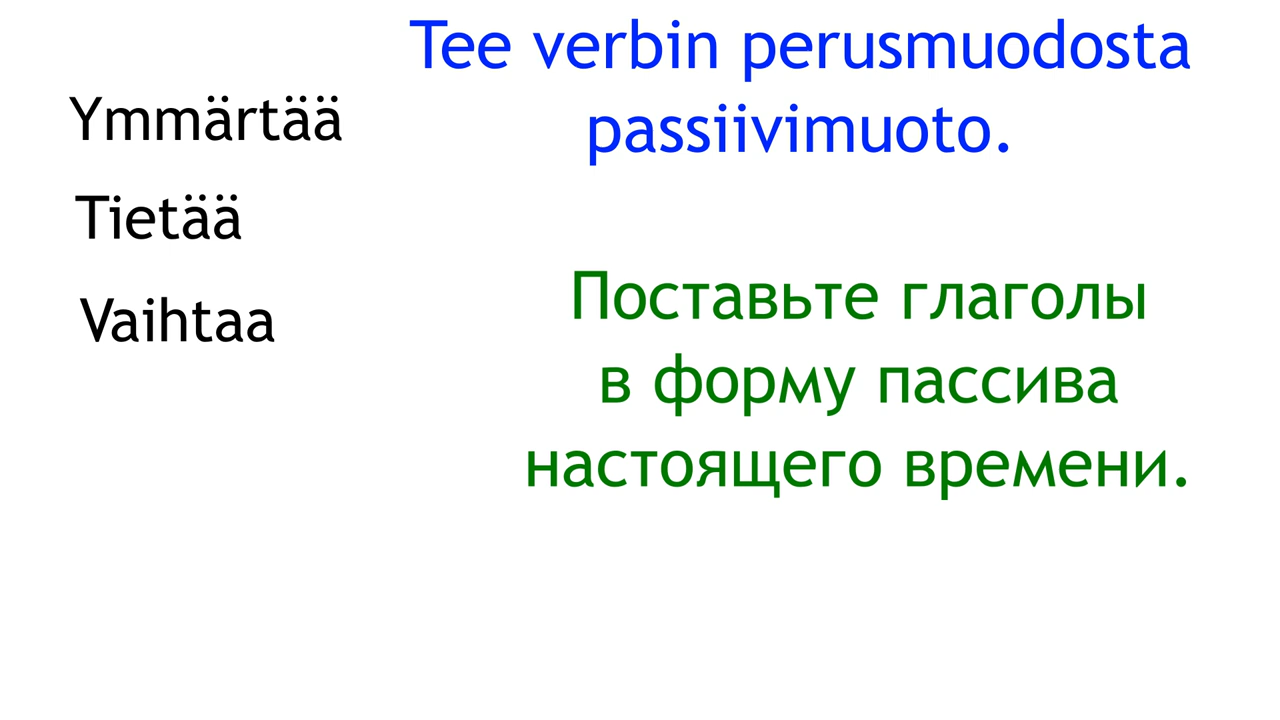 Tee verbin perusmuodosta
passiivimuoto.
Ymmärtää
Tietää
Vaihtaa
Поставьте глаголы
в форму пассива
настоящего времени.